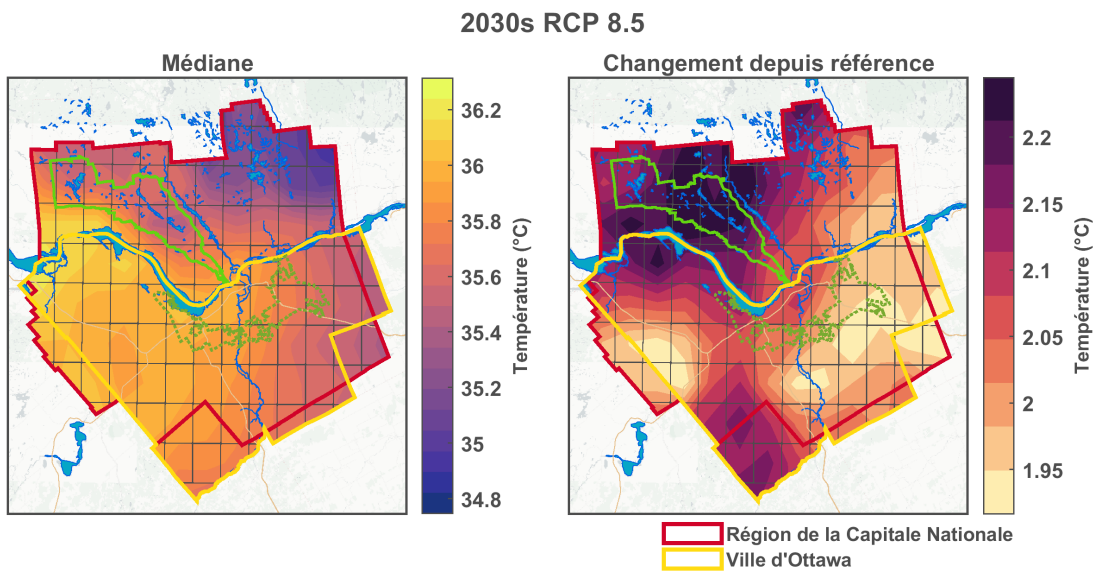 2030s RCP 8.5
Médiane
Changement depuis référence
36.2
36
35.8
35.6
35.4
35.2
35
34.8
Température (°C)
2.2
2.15
2.1
2.05
2
1.95
Température (°C)
Région de la Capitale Nationale
Ville d'Ottawa